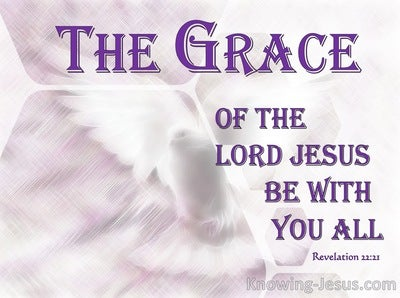 THE GRACE
OF THE
LORD JESUS
BE WITH
YOU ALL
Revelation 22:21
Knowing-Jesus.com